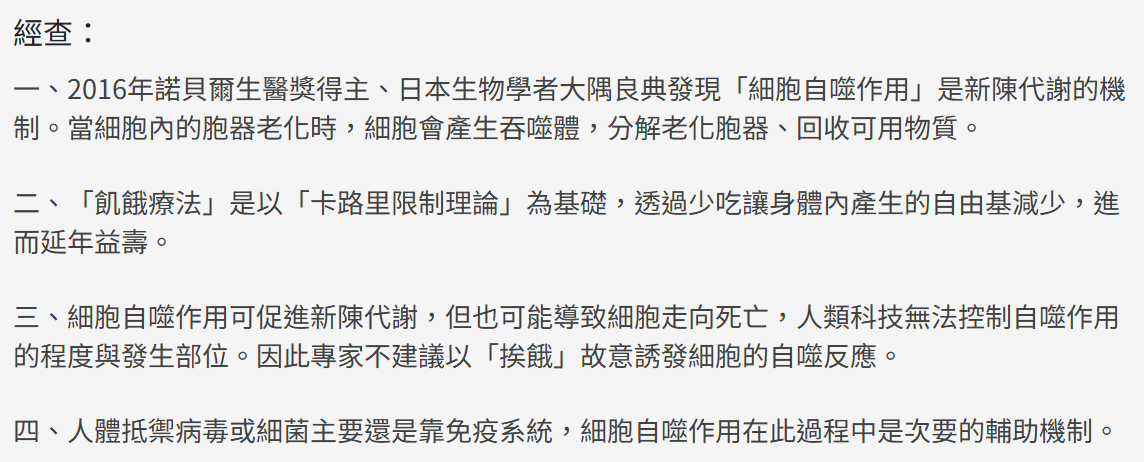 經查：
一、2016年諾貝爾生醫獎得主、日本生物學者大隅良典發現「細胞自噬作用」是新陳代謝的機
制。當細胞內的胞器老化時，細胞會產生吞噬體，分解老化胞器、回收可用物質。
二、「飢餓療法」是以「卡路里限制理論」為基礎，透過少吃讓身體內產生的自由基減少，進
而延年益壽。
三、細胞自噬作用可促進新陳代謝，但也可能導致細胞走向死亡，人類科技無法控制自噬作用
的程度與發生部位。因此專家不建議以「挨餓」故意誘發細胞的自噬反應。
四、人體抵禦病毒或細菌主要還是靠免疫系統，細胞自噬作用在此過程中是次要的輔助機制。